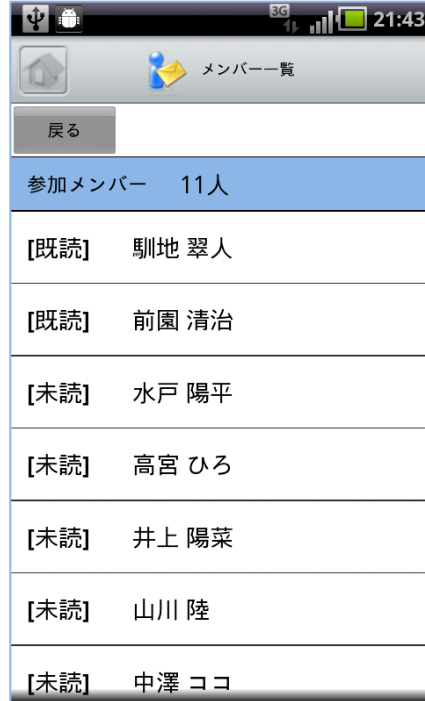 3G 21:43
メンバー一覧
戻る
参加メンバー 11人
[既読] 馴地 翠人
[既読] 前園 清治
[未読] 水戸 陽平
[未読] 高宮 ひろ
[未読] 井上 陽菜
[未読] 山川 陸
[未読] 中澤 ココ